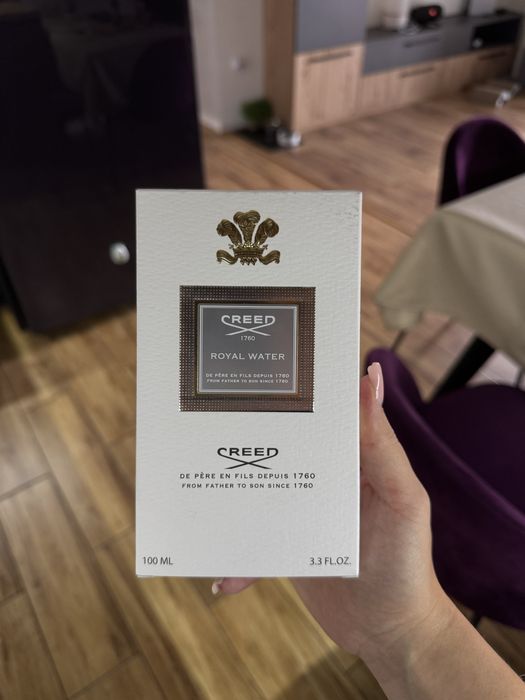 CREED
1760
ROYAL WATER
DE PÈRE EN FILS DEPUIS 1760
FROM FATHER TO SON SINCE 1760
CREED
DE PÈRE EN FILS DEPUIS 1760
FROM FATHER TO SON SINCE 1760
100 ML 3.3 FL.OZ.